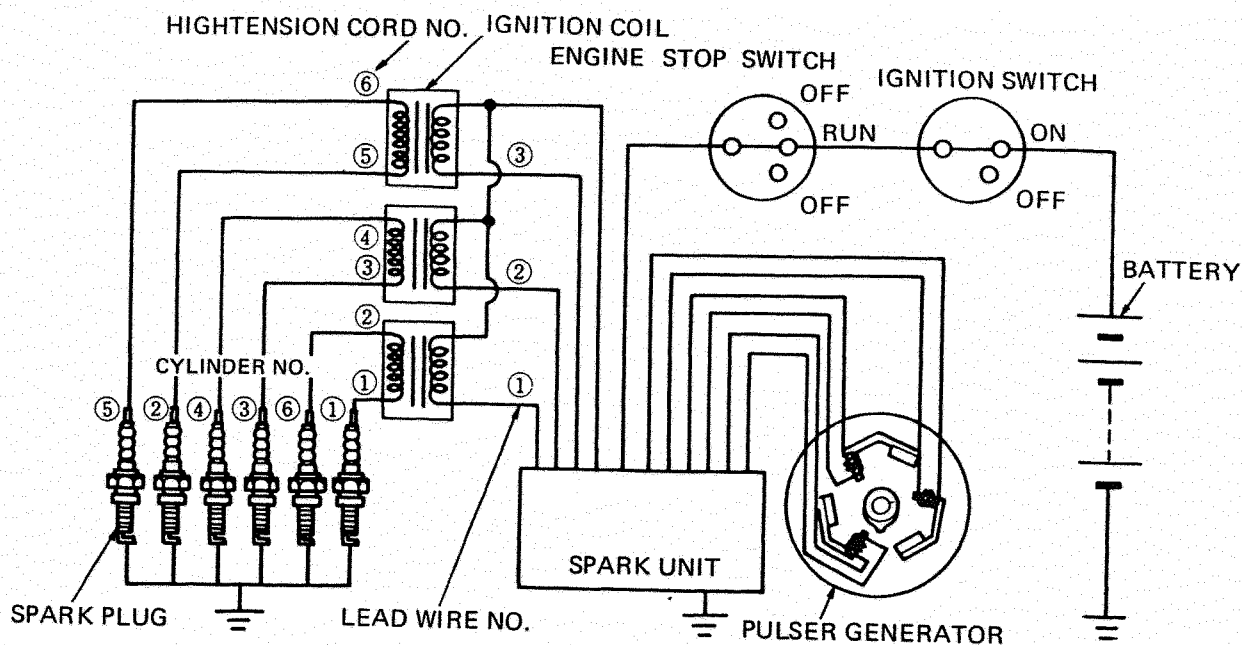 HIGHTENSION CORD NO.
IGNITION COIL
ENGINE STOP SWITCH
IGNITION SWITCH
OFF
RUN
OFF
ON
OFF
⑥
⑤
③
④
③
②
②
①
①
BATTERY
CYLINDER NO.
⑤ ② ④ ③ ⑥ ①
SPARK UNIT
SPARK PLUG
LEAD WIRE NO.
PULSER GENERATOR